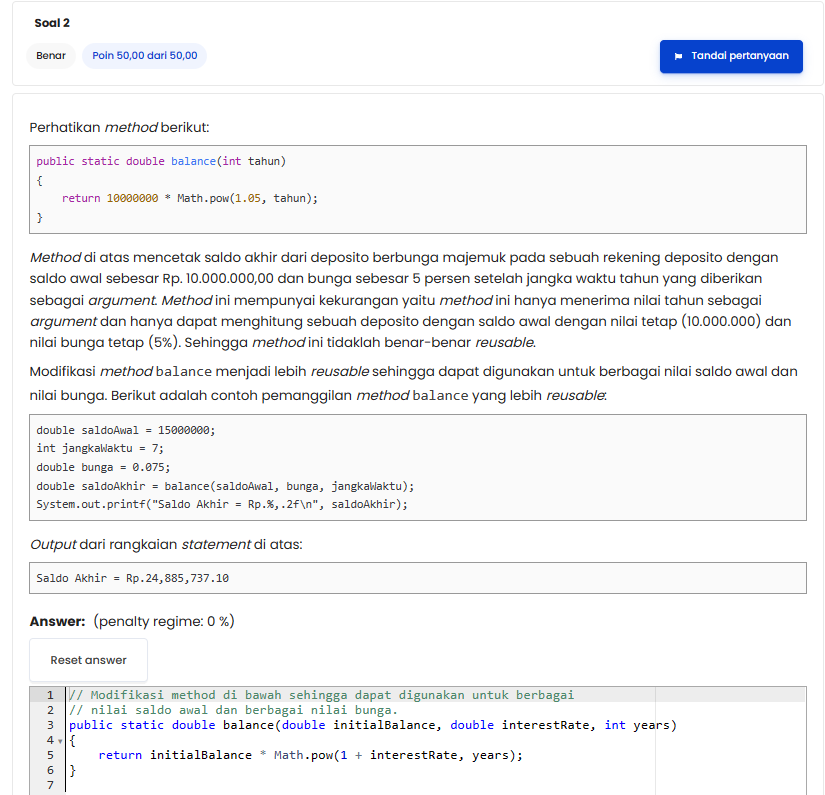 Soal 2
Benar
Poin 50,00 dari 50,00
Tandai pertanyaan
Perhatikan method berikut:
public static double balance(int tahun)
{
    return 10000000 * Math.pow(1.05, tahun);
}
Method di atas mencetak saldo akhir dari deposito berbunga majemuk pada sebuah rekening deposito dengan
saldo awal sebesar Rp. 10.000.000,00 dan bunga sebesar 5 persen setelah jangka waktu tahun yang diberikan
sebagai argument. Method ini mempunyai kekurangan yaitu method ini hanya menerima nilai tahun sebagai
argument dan hanya dapat menghitung sebuah deposito dengan saldo awal dengan nilai tetap (10.000.000) dan
nilai bunga tetap (5%). Sehingga method ini tidaklah benar-benar reusable.
Modifikasi method balance menjadi lebih reusable sehingga dapat digunakan untuk berbagai nilai saldo awal dan
nilai bunga. Berikut adalah contoh pemanggilan method balance yang lebih reusable:
double saldoAwal = 15000000;
int jangkaWaktu = 7;
double bunga = 0.075;
double saldoAkhir = balance(saldoAwal, bunga, jangkaWaktu);
System.out.printf("Saldo Akhir = Rp.%,.2f\n", saldoAkhir);
Output dari rangkaian statement di atas:
Saldo Akhir = Rp.24,885,737.10
Answer: (penalty regime: 0 %)
Reset answer
1 // Modifikasi method di bawah sehingga dapat digunakan untuk berbagai
2 // nilai saldo awal dan berbagai nilai bunga.
3 public static double balance(double initialBalance, double interestRate, int years)
4 {
5     return initialBalance * Math.pow(1 + interestRate, years);
6 }
7